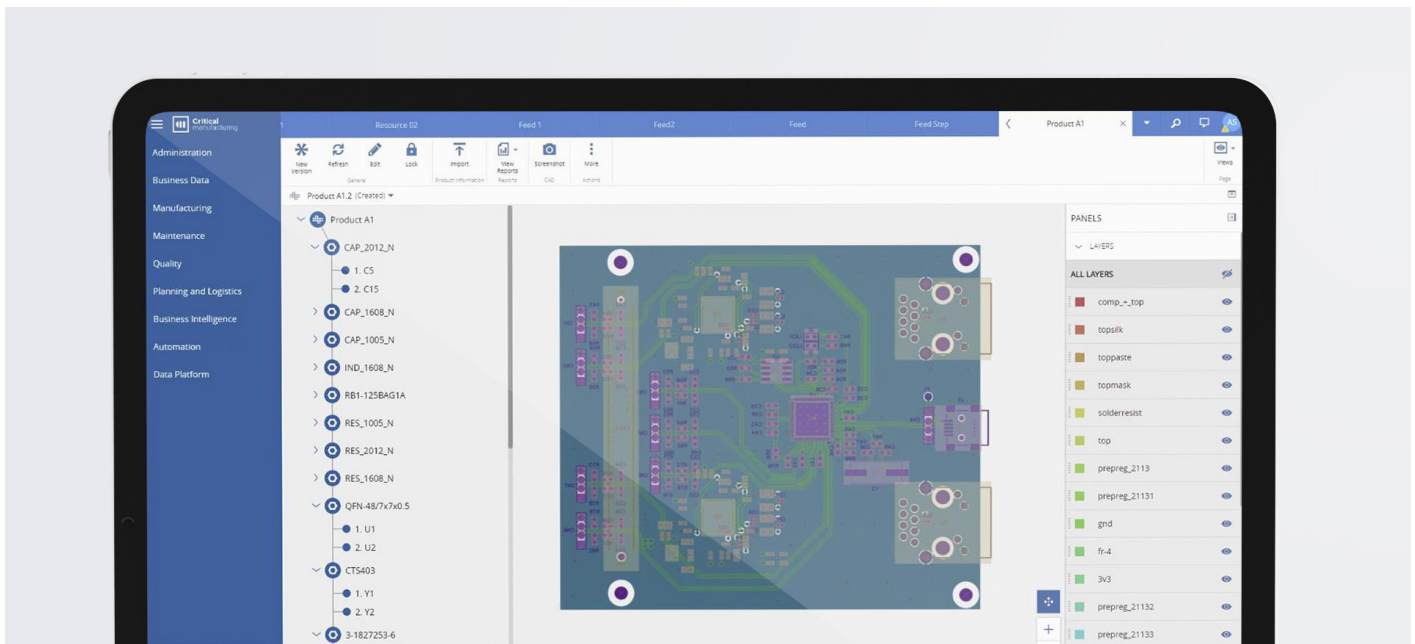 Critical
manufacturing
Resource 02
Feed 1
Feed2
Feed
Feed Step
Product A1
AS
Administration
Business Data
Manufacturing
Maintenance
Quality
Planning and Logistics
Business Intelligence
Automation
Data Platform
New
Version
Refresh
Edit
Lock
General
Import
Product Information
View
Reports
Reports
Screenshot
CAD
More
Actions
Views
Page
Product A1.2 (Created)
Product A1
CAP_2012_N
1. C5
2. C15
CAP_1608_N
CAP_1005_N
IND_1608_N
RB1-125BAG1A
RES_1005_N
RES_2012_N
RES_1608_N
QFN-48/7x7x0.5
1. U1
2. U2
CTS403
1. Y1
2. Y2
3-1827253-6
PANELS
LAYERS
ALL LAYERS
comp_+_top
topsilk
toppaste
topmask
solderresist
top
prepreg_2113
prepreg_21131
gnd
fr-4
3v3
prepreg_21132
prepreg_21133